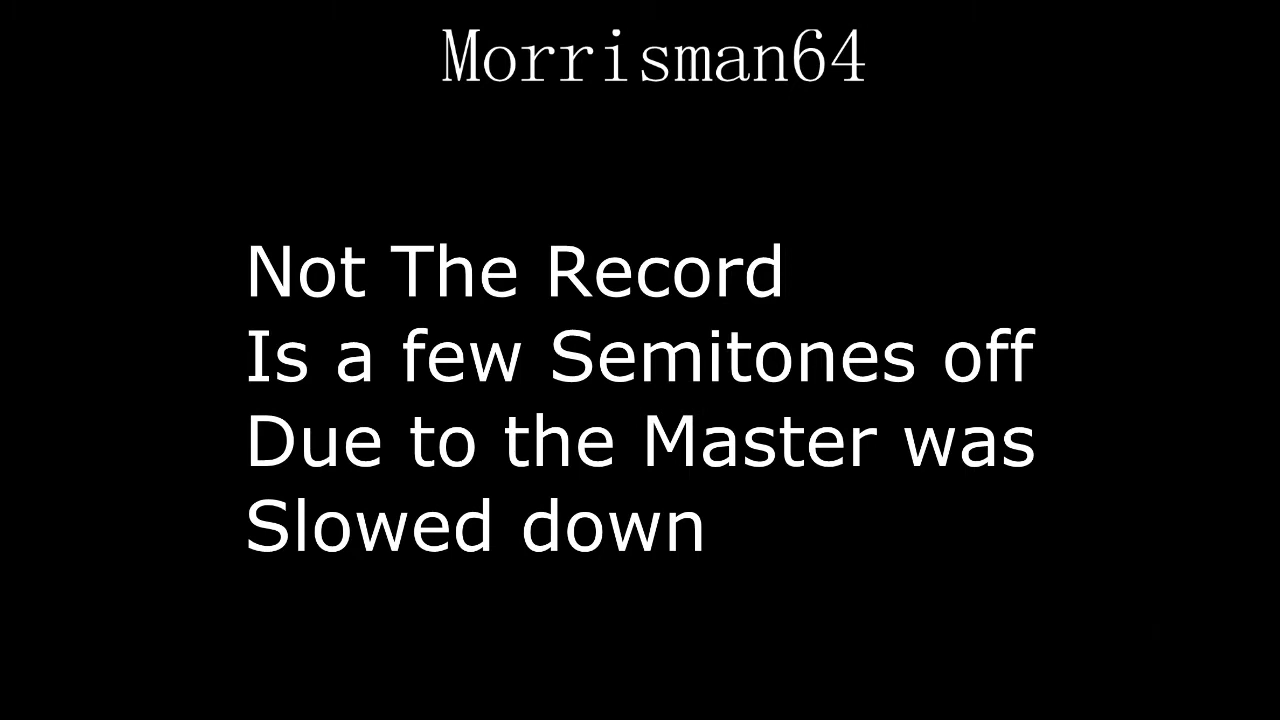 Morrisman64
Not The Record
Is a few Semitones off
Due to the Master was
Slowed down